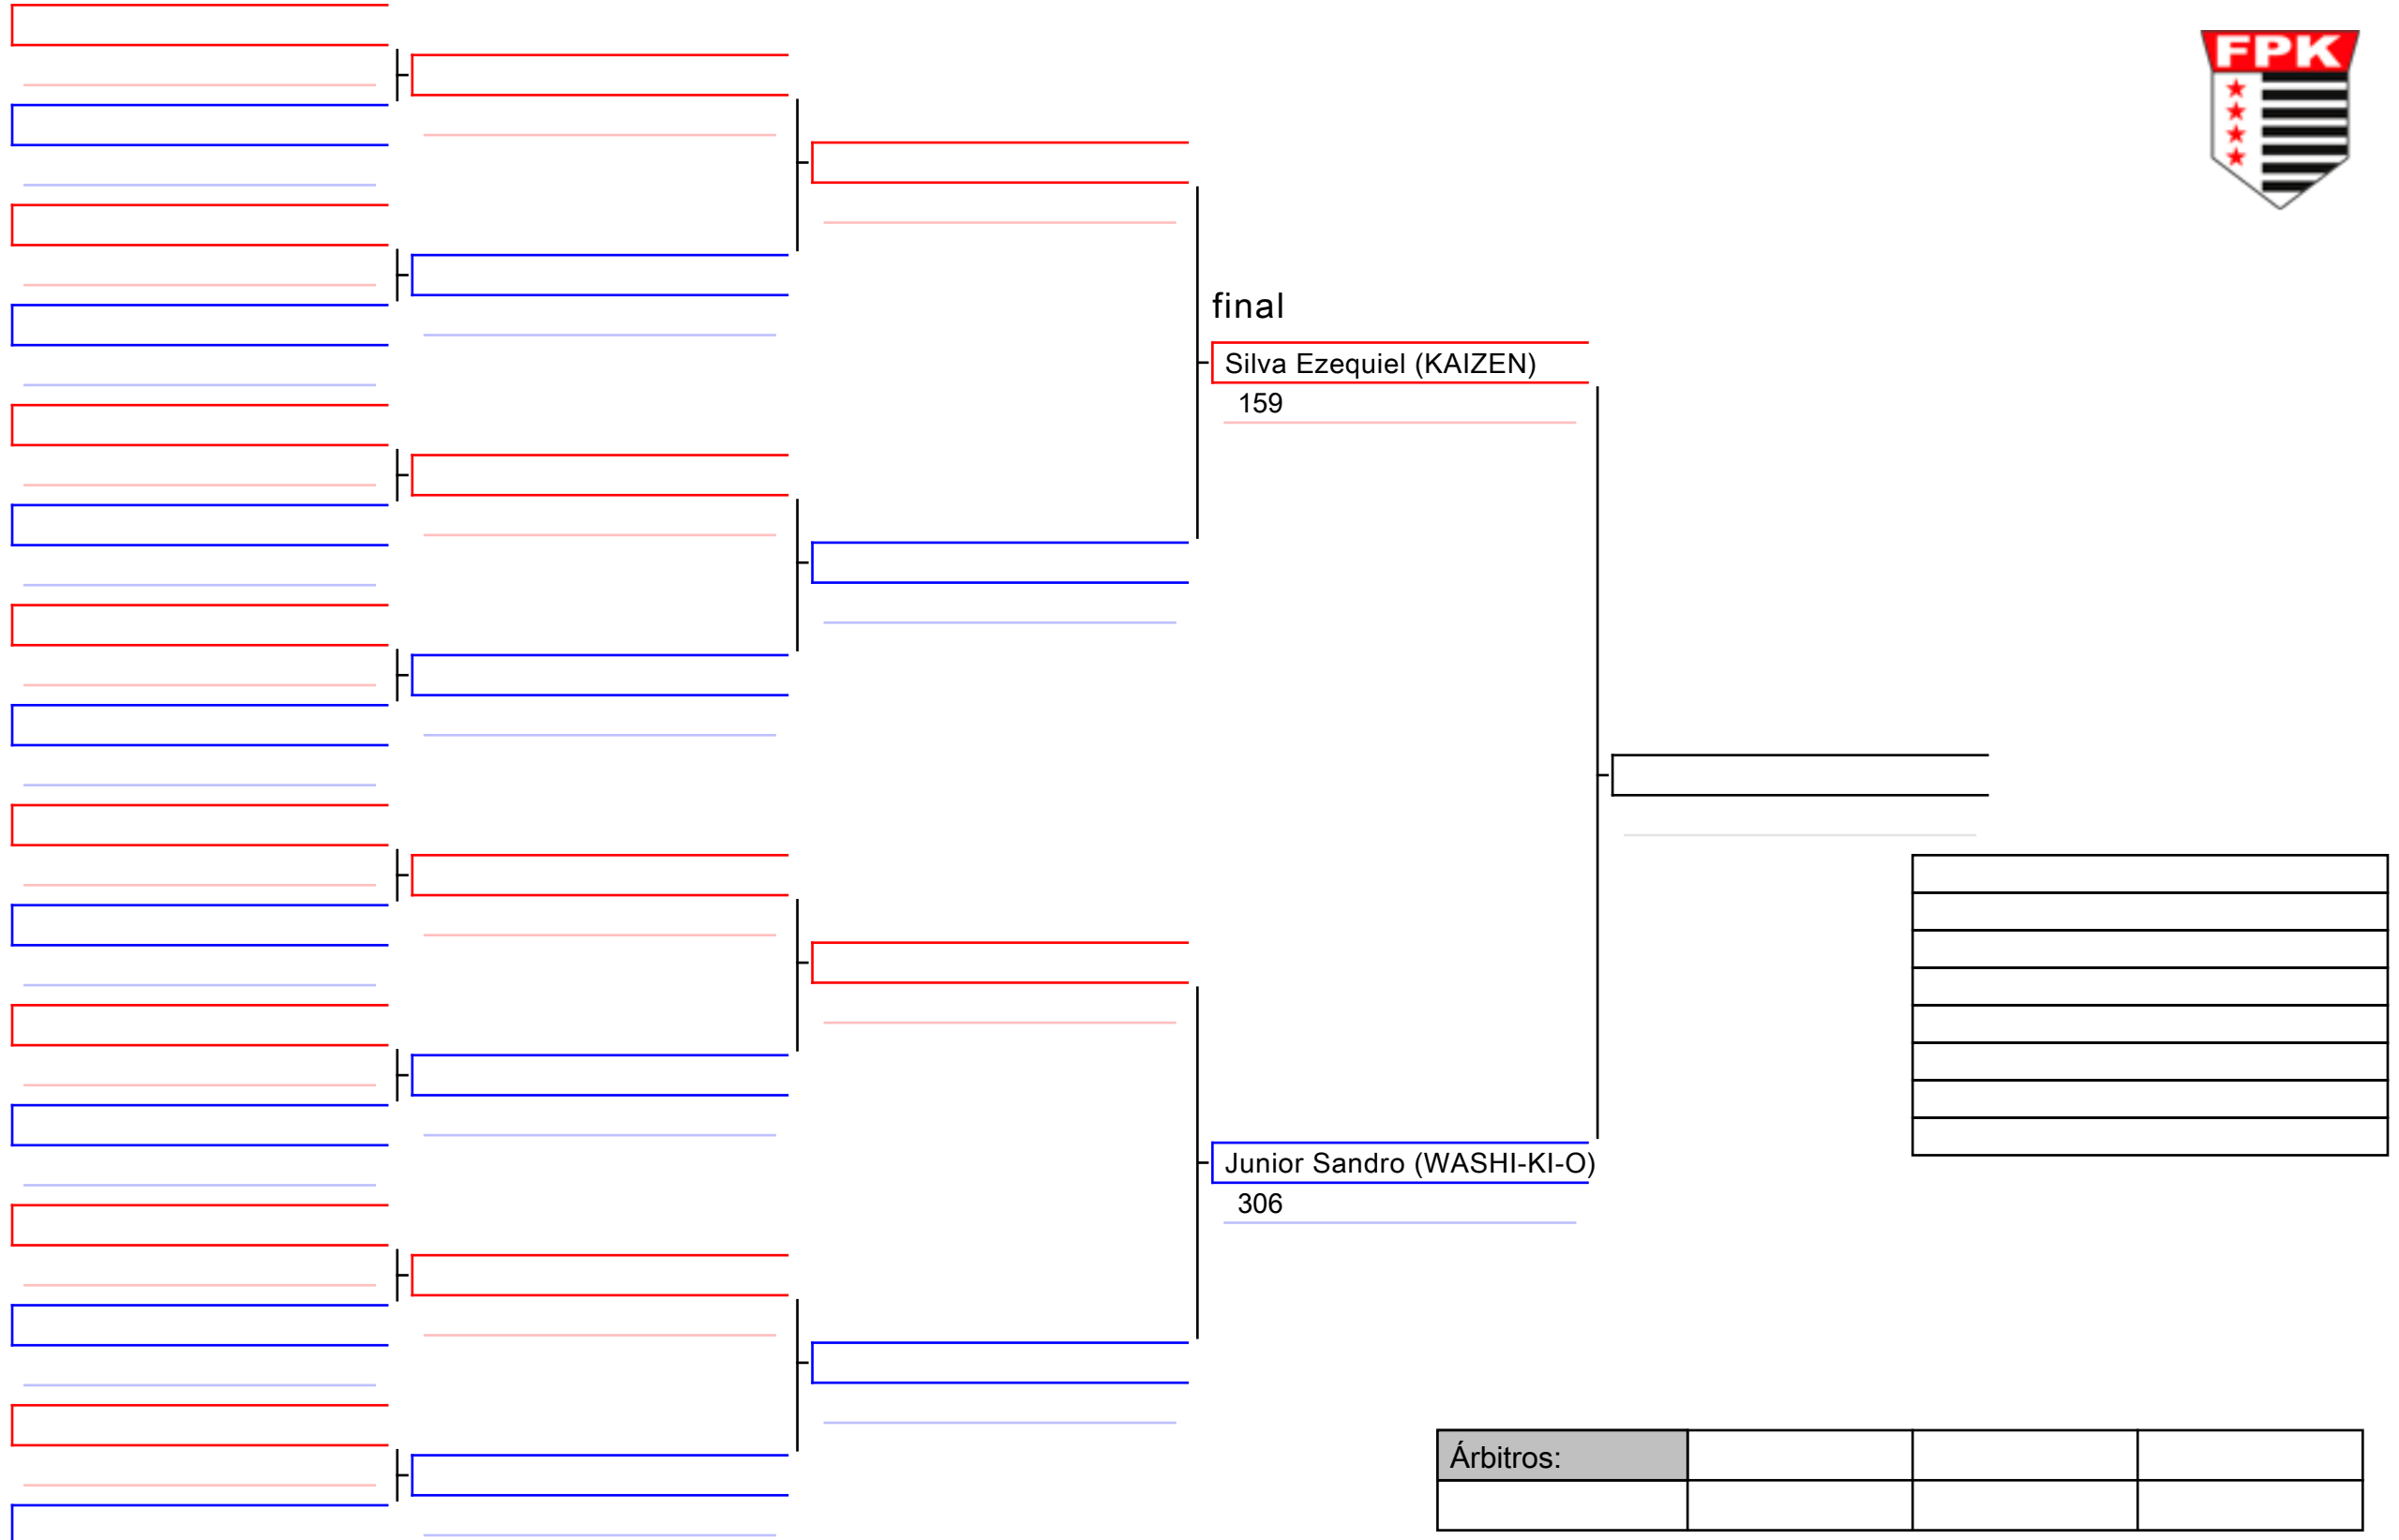 FPK
final
Silva Ezequiel (KAIZEN)
159
Junior Sandro (WASHI-KI-O)
306
Árbitros: